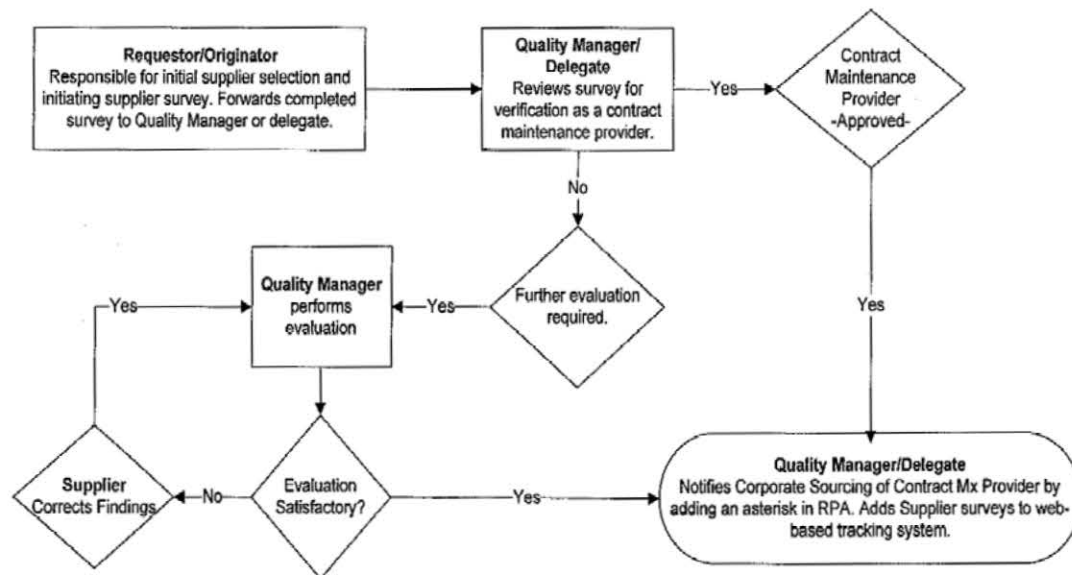 Requestor/Originator
Responsible for initial supplier selection and
initiating supplier survey. Forwards completed
survey to Quality Manager or delegate.
Quality Manager/
Delegate
Reviews survey for
verification as a contract
maintenance provider.
Yes
Contract
Maintenance
Provider
-Approved-
No
Yes
Quality Manager
performs
evaluation
Yes
Further evaluation
required.
Yes
Supplier
Corrects Findings
No
Evaluation
Satisfactory?
Yes
Quality Manager/Delegate
Notifies Corporate Sourcing of Contract Mx Provider by
adding an asterisk in RPA. Adds Supplier surveys to web-
based tracking system.